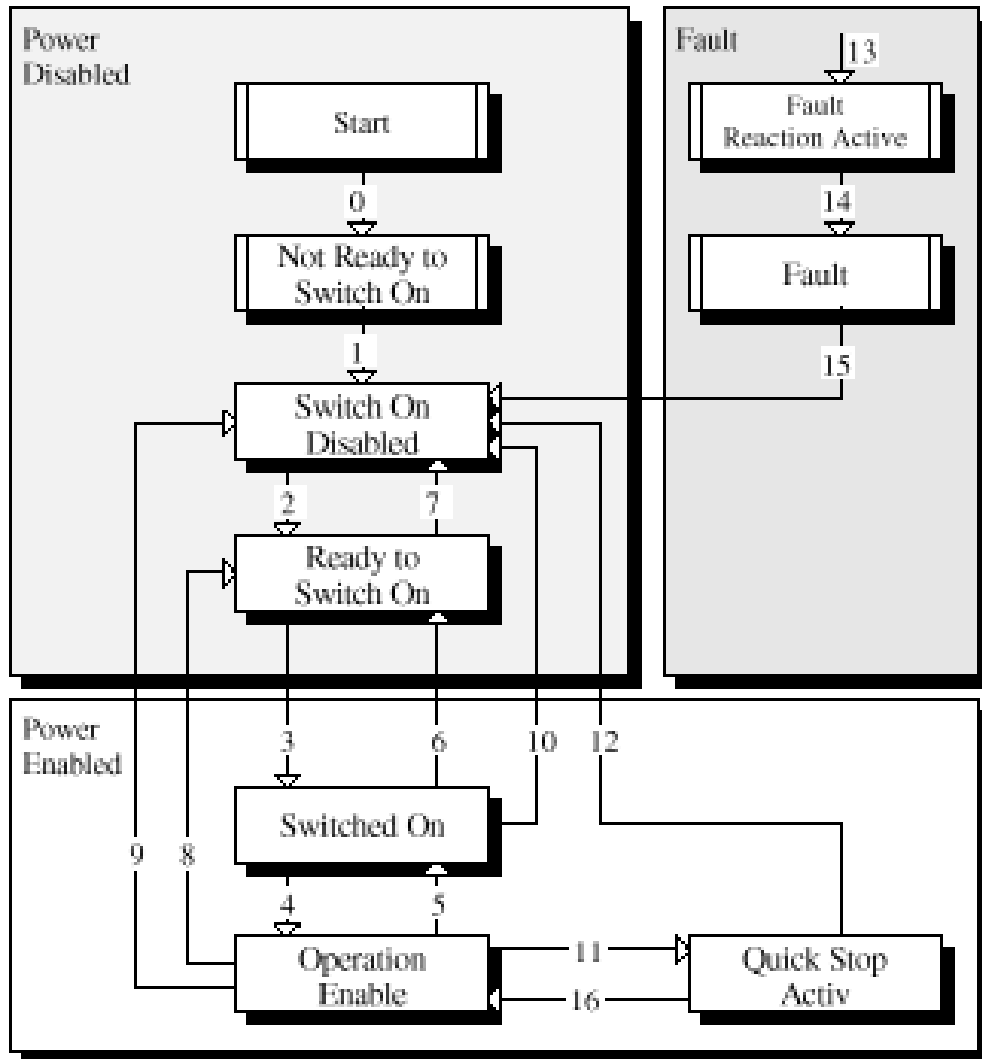 Power
Disabled
Start
0
Not Ready to
Switch On
1
Switch On
Disabled
2
7
Ready to
Switch On
Fault
13
Fault
Reaction Active
14
Fault
15
Power
Enabled
3
6
10
12
Switched On
9
8
4
5
Operation
Enable
11
16
Quick Stop
Activ